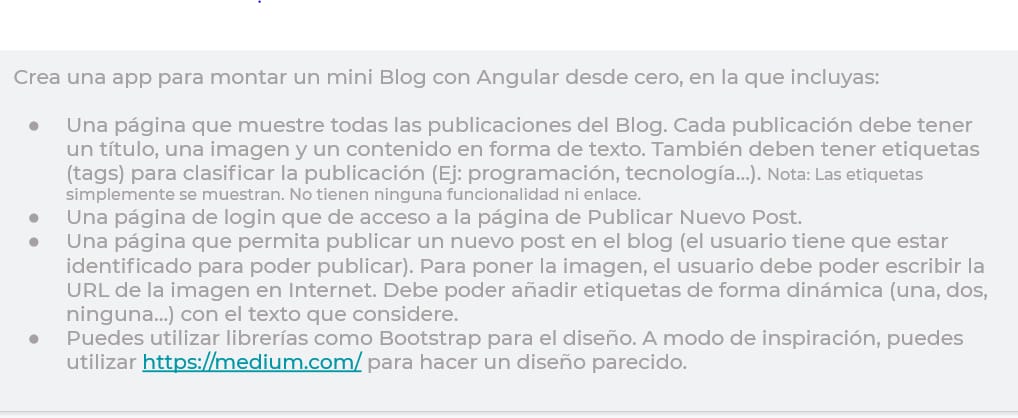 Crea una app para montar un mini Blog con Angular desde cero, en la que incluyas:
● Una página que muestre todas las publicaciones del Blog. Cada publicación debe tener
un título, una imagen y un contenido en forma de texto. También deben tener etiquetas
(tags) para clasificar la publicación (Ej: programación, tecnología...). Nota: Las etiquetas
simplemente se muestran. No tienen ninguna funcionalidad ni enlace.
● Una página de login que de acceso a la página de Publicar Nuevo Post.
● Una página que permita publicar un nuevo post en el blog (el usuario tiene que estar
identificado para poder publicar). Para poner la imagen, el usuario debe poder escribir la
URL de la imagen en Internet. Debe poder añadir etiquetas de forma dinámica (una, dos,
ninguna...) con el texto que considere.
● Puedes utilizar librerías como Bootstrap para el diseño. A modo de inspiración, puedes
utilizar https://medium.com/ para hacer un diseño parecido.